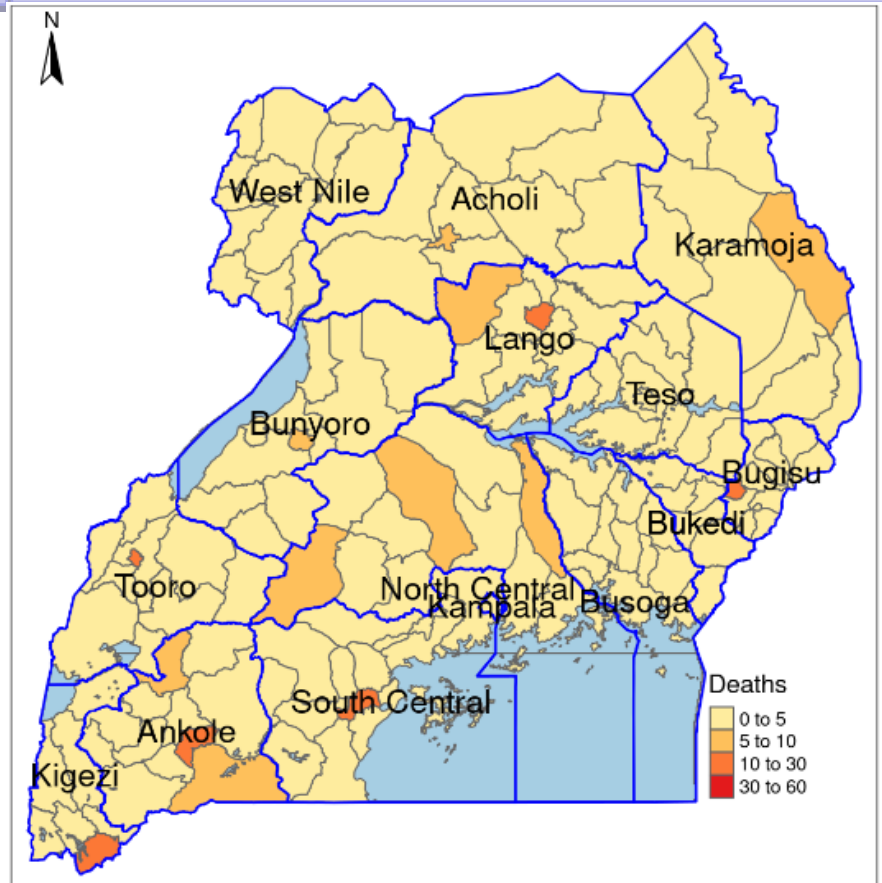 N
West Nile
Acholi
Karamoja
Lango
Teso
Bunyoro
Bugisu
Bukedi
Tooro
North Central
Kampala
Busoga
South Central
Ankole
Kigezi
Deaths
0 to 5
5 to 10
10 to 30
30 to 60